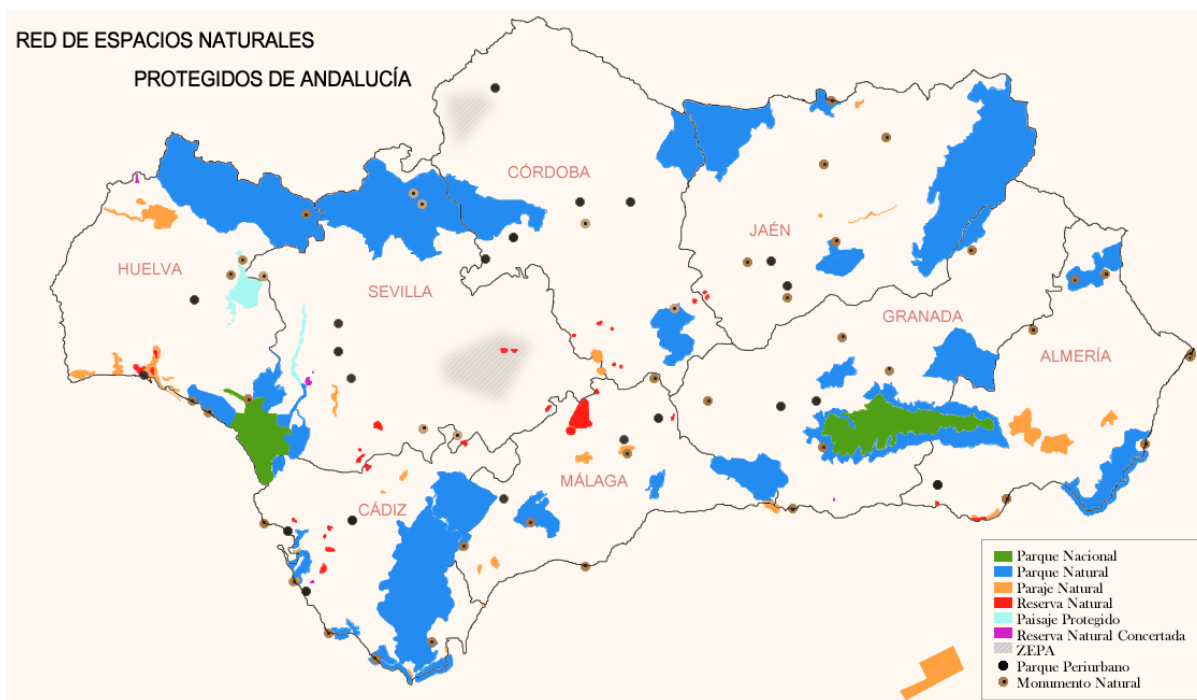 RED DE ESPACIOS NATURALES
PROTEGIDOS DE ANDALUCÍA
CÓRDOBA
JAÉN
HUELVA
SEVILLA
GRANADA
ALMERÍA
MÁLAGA
CÁDIZ
Parque Nacional
Parque Natural
Paraje Natural
Reserva Natural
Paisaje Protegido
Reserva Natural Concertada
ZEPA
Parque Periurbano
Monumento Natural